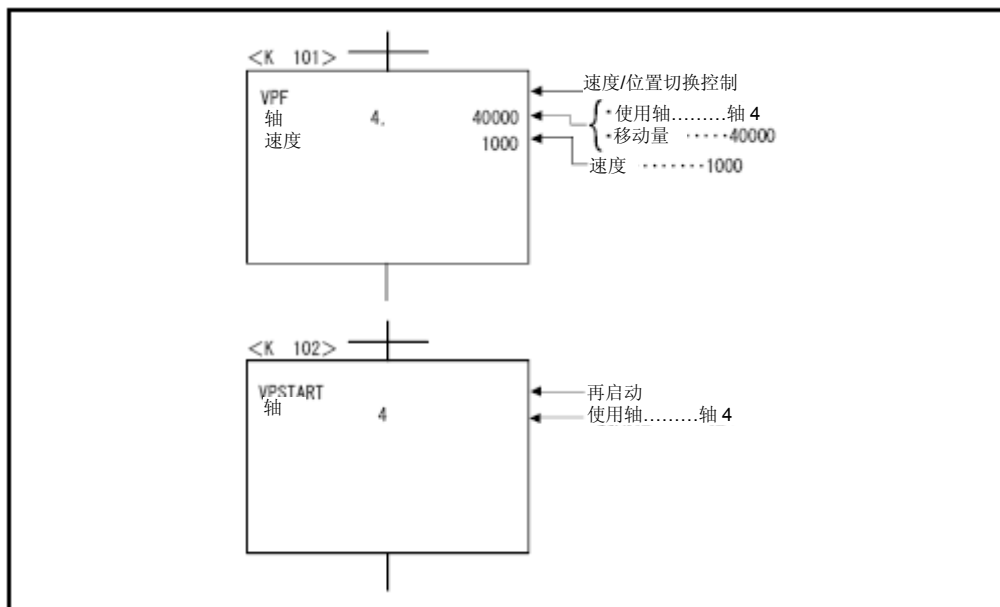 <K 101>
VPF
轴 4, 40000
速度 1000
速度/位置切换控制
·使用轴………轴 4
·移动量 ·····40000
速度 ·······1000
<K 102>
VPSTART
轴 4
再启动
使用轴………轴 4